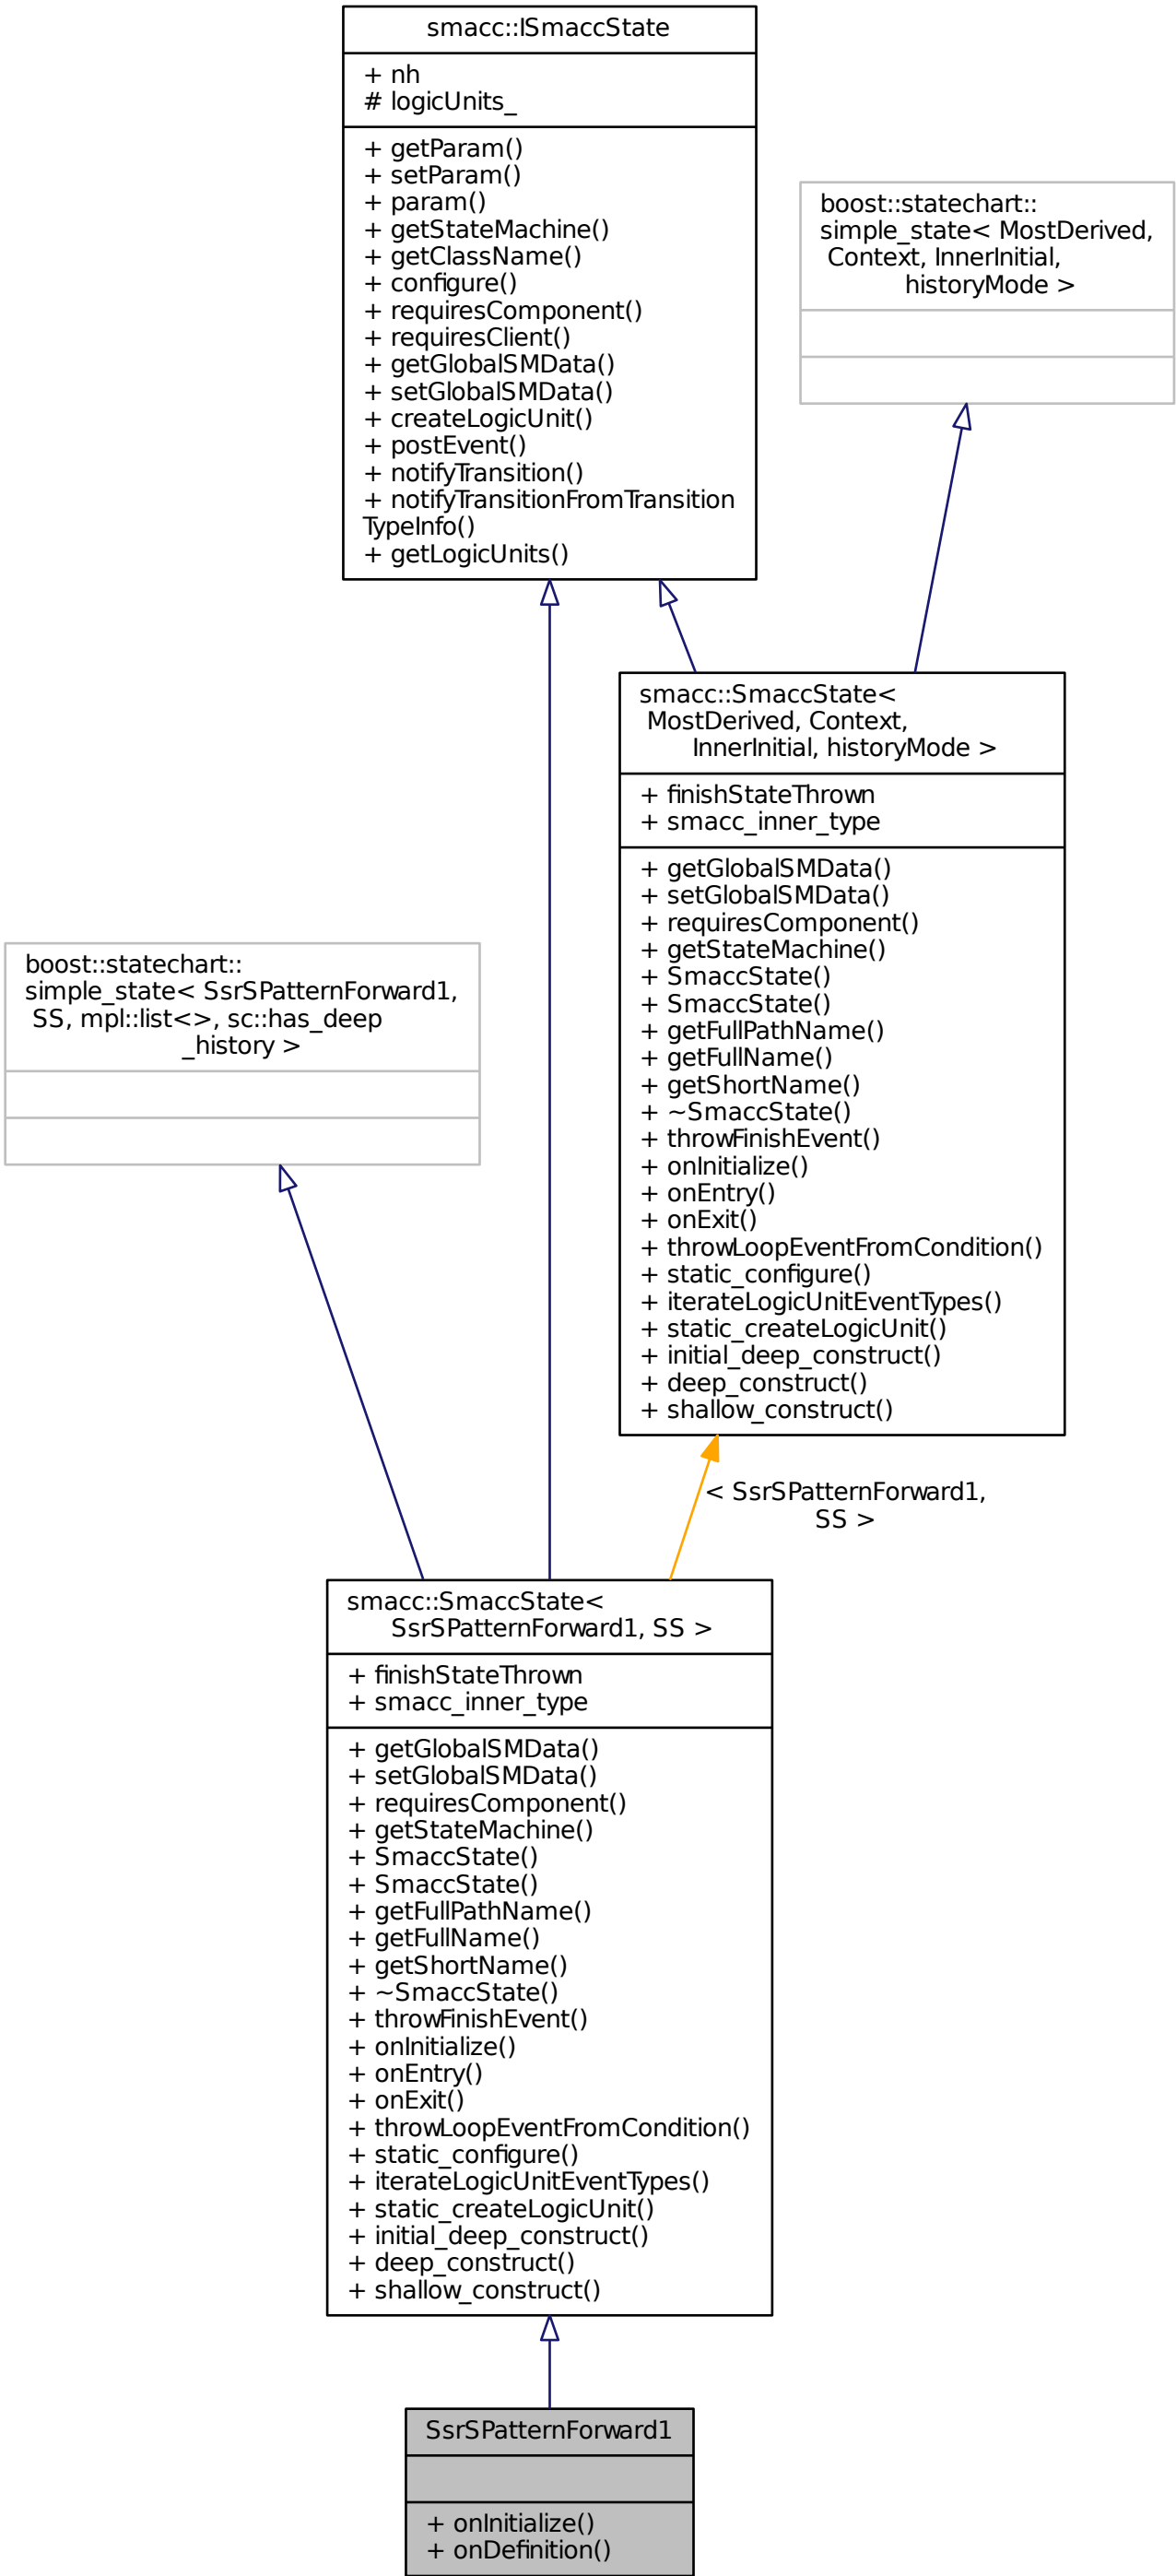 smacc::ISmaccState
+ nh
# logicUnits_
+ getParam()
+ setParam()
+ param()
+ getStateMachine()
+ getClassName()
+ configure()
+ requiresComponent()
+ requiresClient()
+ getGlobalSMData()
+ setGlobalSMData()
+ createLogicUnit()
+ postEvent()
+ notifyTransition()
+ notifyTransitionFromTransition
TypeInfo()
+ getLogicUnits()
boost::statechart::
simple_state< MostDerived,
Context, InnerInitial,
historyMode >
smacc::SmaccState<
MostDerived, Context,
InnerInitial, historyMode >
+ finishStateThrown
+ smacc_inner_type
+ getGlobalSMData()
+ setGlobalSMData()
+ requiresComponent()
+ getStateMachine()
+ SmaccState()
+ SmaccState()
+ getFullPathName()
+ getFullName()
+ getShortName()
+ ~SmaccState()
+ throwFinishEvent()
+ onInitialize()
+ onEntry()
+ onExit()
+ throwLoopEventFromCondition()
+ static_configure()
+ iterateLogicUnitEventTypes()
+ static_createLogicUnit()
+ initial_deep_construct()
+ deep_construct()
+ shallow_construct()
boost::statechart::
simple_state< SsrSPatternForward1,
SS, mpl::list<>, sc::has_deep
_history >
< SsrSPatternForward1,
SS >
smacc::SmaccState<
SsrSPatternForward1, SS >
+ finishStateThrown
+ smacc_inner_type
+ getGlobalSMData()
+ setGlobalSMData()
+ requiresComponent()
+ getStateMachine()
+ SmaccState()
+ SmaccState()
+ getFullPathName()
+ getFullName()
+ getShortName()
+ ~SmaccState()
+ throwFinishEvent()
+ onInitialize()
+ onEntry()
+ onExit()
+ throwLoopEventFromCondition()
+ static_configure()
+ iterateLogicUnitEventTypes()
+ static_createLogicUnit()
+ initial_deep_construct()
+ deep_construct()
+ shallow_construct()
SsrSPatternForward1
+ onInitialize()
+ onDefinition()